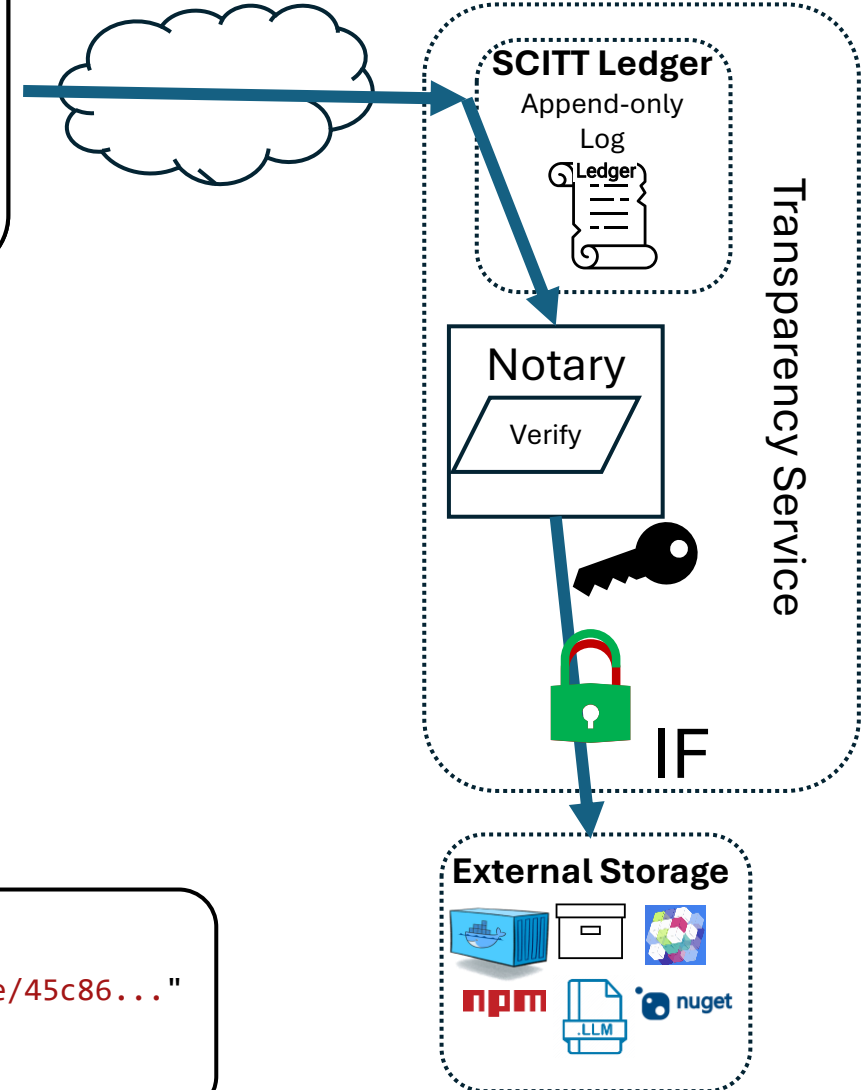 SCITT Ledger
Append-only
Log
Ledger
Transparency Service
Notary
Verify
IF
External Storage
npm
.LLM
nuget
e/45c86..."